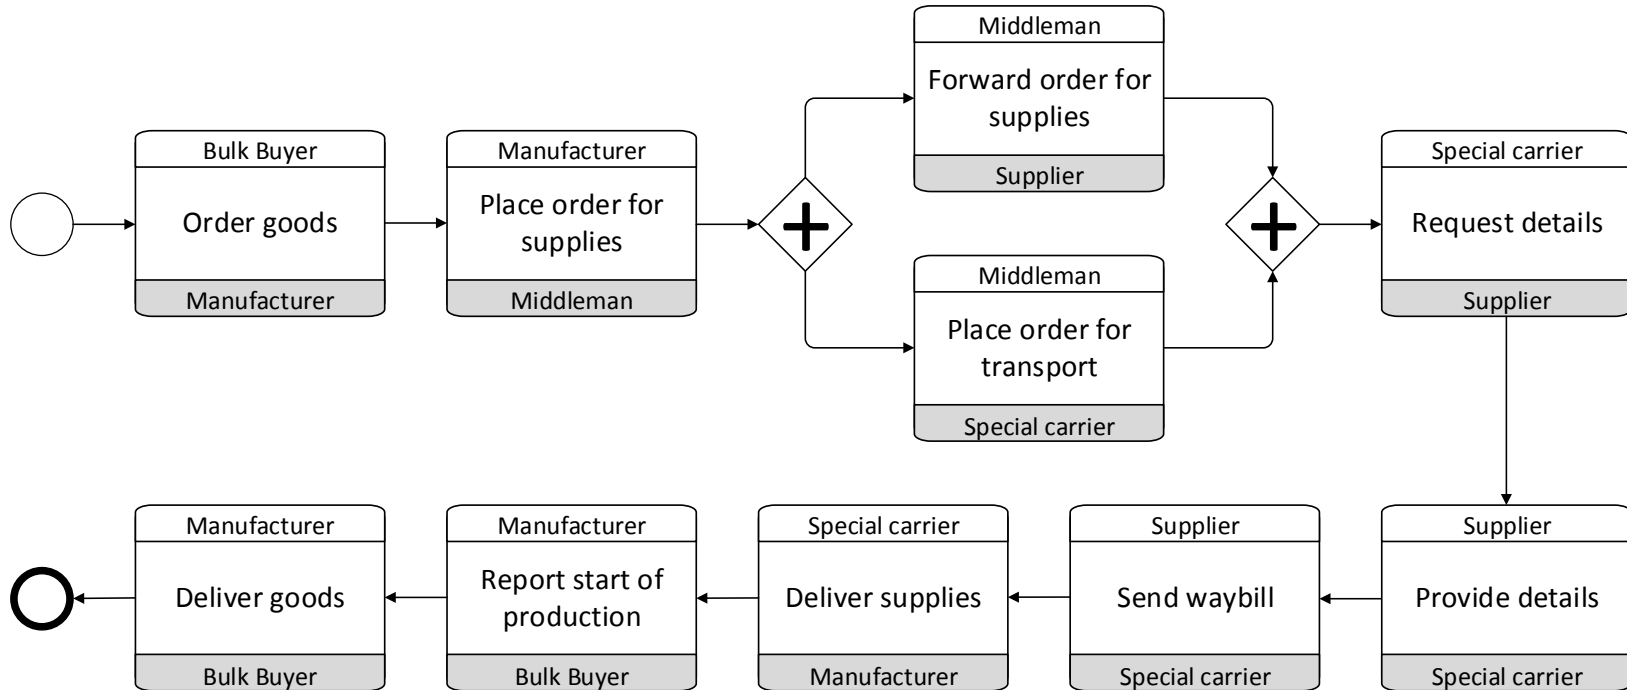 Bulk Buyer
Order goods
Manufacturer
Manufacturer
Place order for
supplies
Middleman
Middleman
Forward order for
supplies
Supplier
Middleman
Place order for
transport
Special carrier
Special carrier
Request details
Supplier
Manufacturer
Deliver goods
Bulk Buyer
Manufacturer
Report start of
production
Bulk Buyer
Special carrier
Deliver supplies
Manufacturer
Supplier
Send waybill
Special carrier
Supplier
Provide details
Special carrier